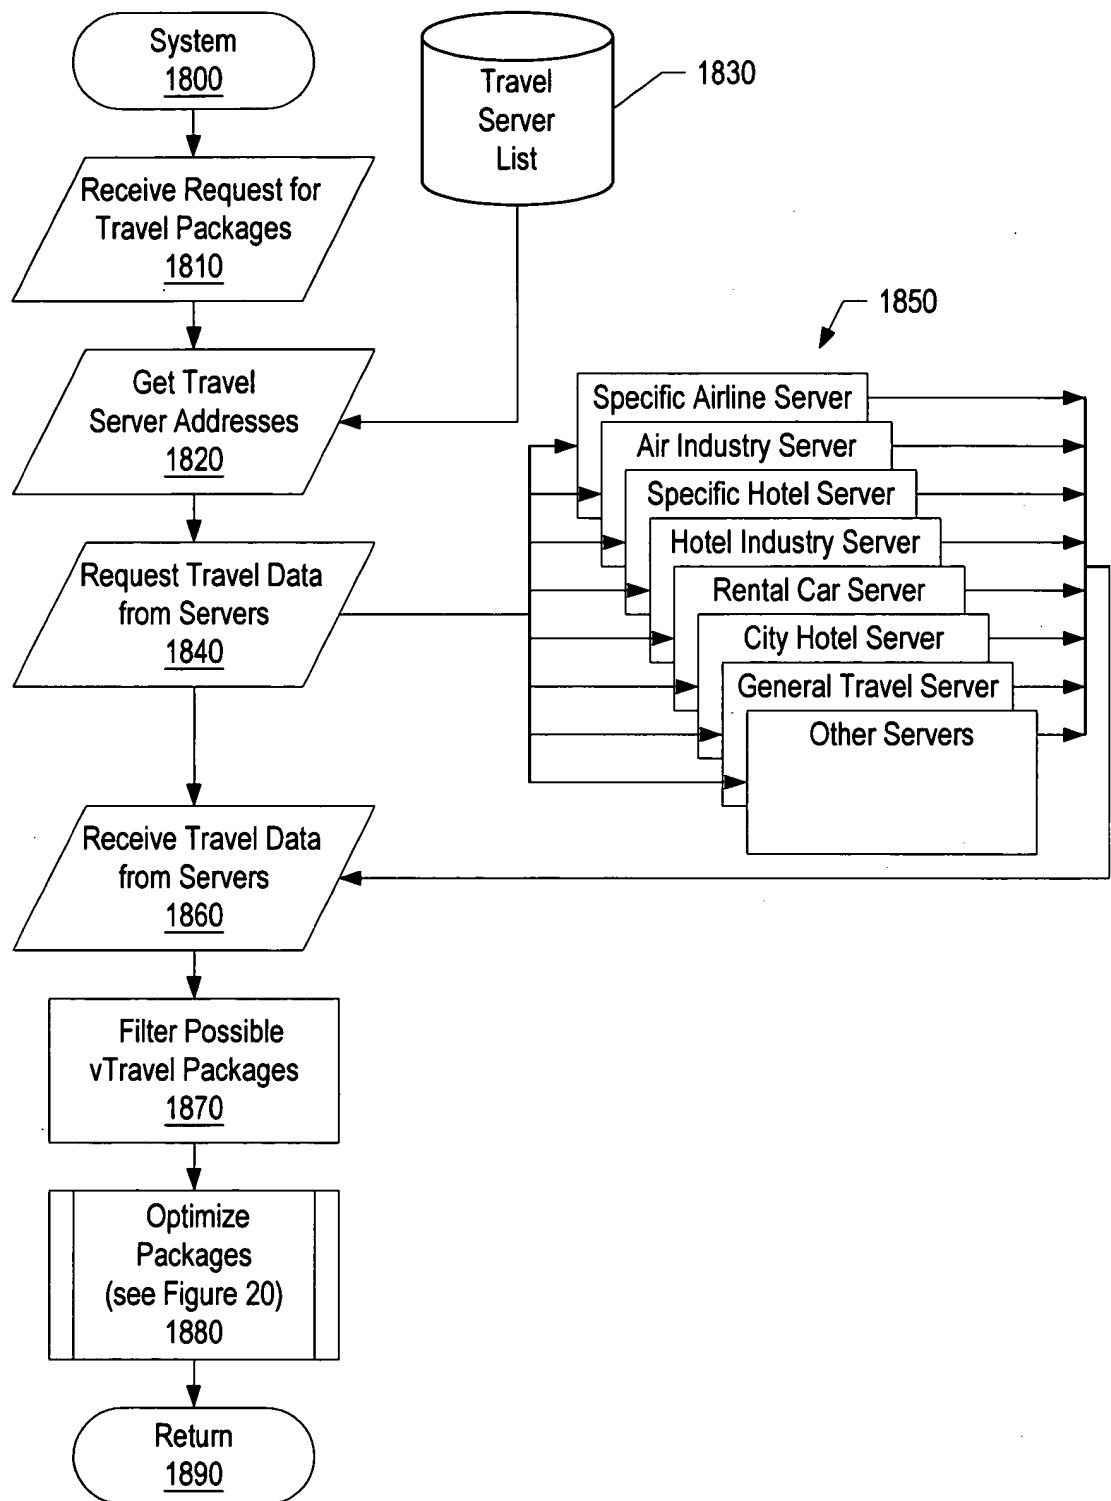 System
1800
Travel
Server
List
1830
Receive Request for
Travel Packages
1810
Get Travel
Server Addresses
1820
1850
Specific Airline Server
Air Industry Server
Specific Hotel Server
Hotel Industry Server
Rental Car Server
City Hotel Server
General Travel Server
Other Servers
Request Travel Data
from Servers
1840
Receive Travel Data
from Servers
1860
Filter Possible
vTravel Packages
1870
Optimize
Packages
(see Figure 20)
1880
Return
1890